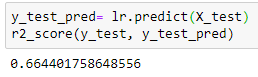 y_test_pred= lr.predict(X_test)
r2_score(y_test, y_test_pred)
0.664401758648556